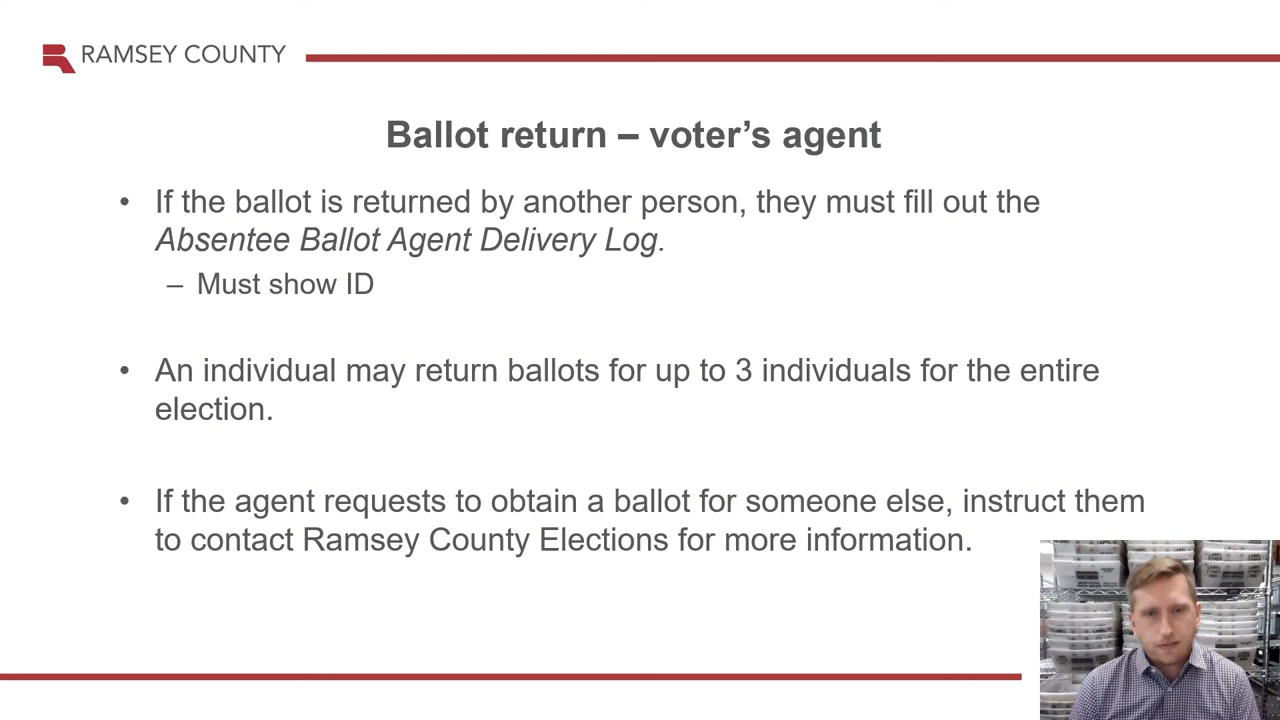 RAMSEY COUNTY
Ballot return – voter’s agent
• If the ballot is returned by another person, they must fill out the
Absentee Ballot Agent Delivery Log.
– Must show ID
• An individual may return ballots for up to 3 individuals for the entire
election.
• If the agent requests to obtain a ballot for someone else, instruct them
to contact Ramsey County Elections for more information.